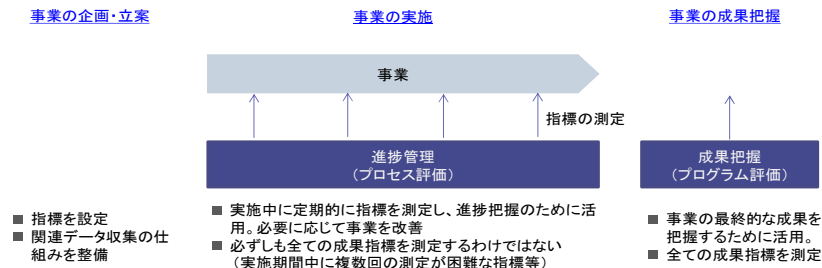 事業の企画・立案
事業の実施
事業の成果把握
事業
指標の測定
進捗管理
（プロセス評価）
成果把握
（プログラム評価）
■ 指標を設定
■ 関連データ収集の仕
組みを整備
■ 実施中に定期的に指標を測定し、進捗把握のために活
用。必要に応じて事業を改善
■ 必ずしも全ての成果指標を測定するわけではない
（実施期間中に複数回の測定が困難な指標等）
■ 事業の最終的な成果を
把握するために活用。
■ 全ての成果指標を測定